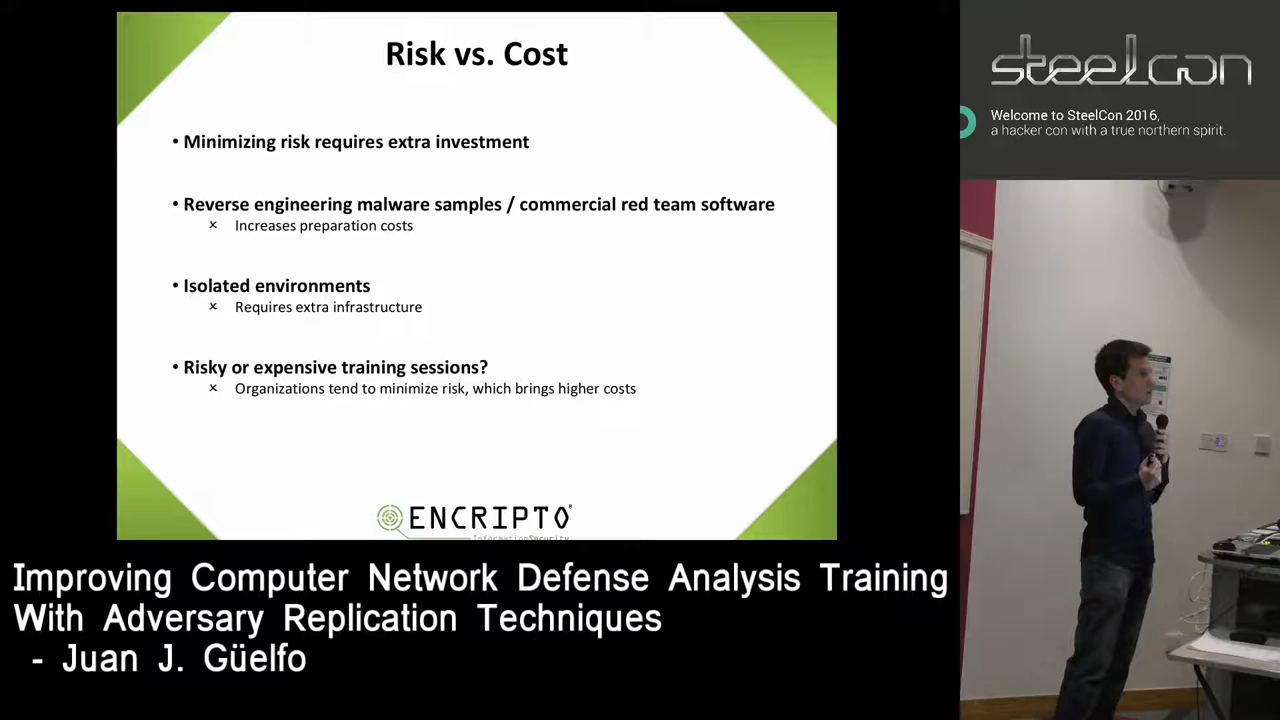 Risk vs. Cost
• Minimizing risk requires extra investment
• Reverse engineering malware samples / commercial red team software
× Increases preparation costs
• Isolated environments
× Requires extra infrastructure
• Risky or expensive training sessions?
× Organizations tend to minimize risk, which brings higher costs
ENCRIPTO
InformationSecurity
steelcon
Welcome to SteelCon 2016,
a hacker con with a true northern spirit.
Improving Computer Network Defense Analysis Training
With Adversary Replication Techniques
- Juan J. Güelfo